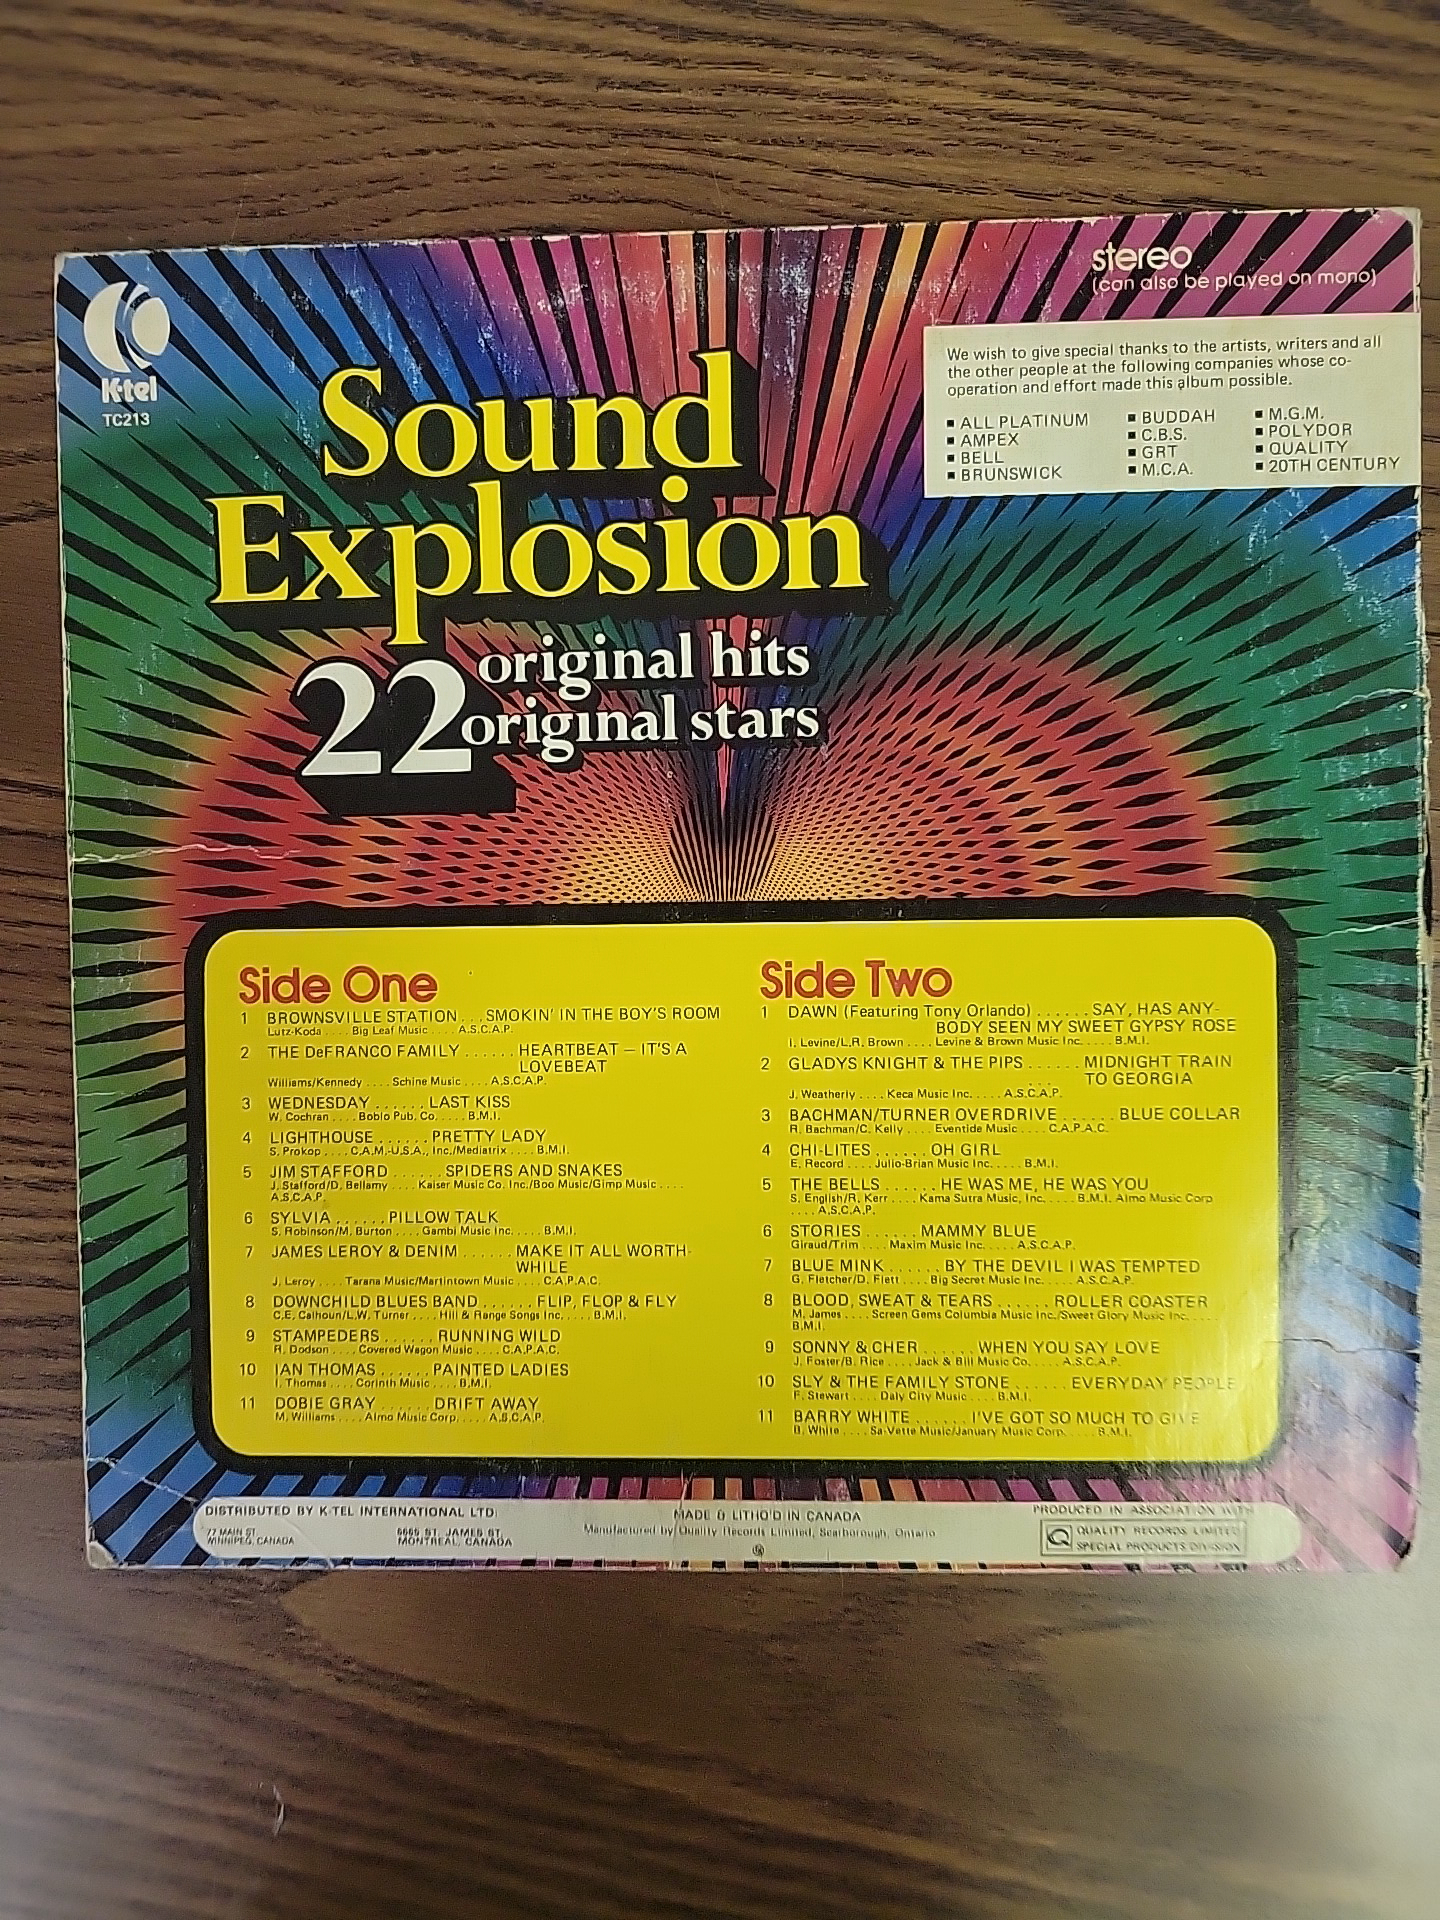 stereo
(can also be played on mono)
K-tel
TC213
We wish to give special thanks to the artists, writers and all
the other people at the following companies whose co-
operation and effort made this album possible.
■ ALL PLATINUM
■ AMPEX
■ BELL
■ BRUNSWICK
■ BUDDAH
■ C.B.S.
■ GRT
■ M.C.A.
■ M.G.M.
■ POLYDOR
■ QUALITY
■ 20TH CENTURY
Sound
Explosion
22 original hits
original stars
Side One
1 BROWNSVILLE STATION . . . SMOKIN' IN THE BOY'S ROOM
Lutz-Koda . . . . Big Leaf Music . . . . A.S.C.A.P.
2 THE DeFRANCO FAMILY . . . . . . HEARTBEAT – IT'S A
LOVEBEAT
Williams/Kennedy . . . . Schine Music . . . . A.S.C.A.P.
3 WEDNESDAY . . . . . . LAST KISS
W. Cochran . . . . Boblo Pub. Co. . . . . B.M.I.
4 LIGHTHOUSE . . . . . . PRETTY LADY
S. Prokop . . . . C.A.M.-U.S.A., Inc./Mediatrix . . . . B.M.I.
5 JIM STAFFORD . . . . . . SPIDERS AND SNAKES
J. Stafford/D. Bellamy . . . . Kaiser Music Co. Inc./Boo Music/Gimp Music . . . .
A.S.C.A.P.
6 SYLVIA . . . . . . PILLOW TALK
S. Robinson/M. Burton . . . . Gambi Music Inc. . . . . B.M.I.
7 JAMES LEROY & DENIM . . . . . . MAKE IT ALL WORTH-
WHILE
J. Leroy . . . . Tarana Music/Martintown Music . . . . C.A.P.A.C.
8 DOWNCHILD BLUES BAND . . . . . . FLIP, FLOP & FLY
C.E. Calhoun/L.W. Turner . . . . Hill & Range Songs Inc. . . . . B.M.I.
9 STAMPEDERS . . . . . . RUNNING WILD
R. Dodson . . . . Covered Wagon Music . . . . C.A.P.A.C.
10 IAN THOMAS . . . . . . PAINTED LADIES
I. Thomas . . . . Corinth Music . . . . B.M.I.
11 DOBIE GRAY . . . . . . DRIFT AWAY
M. Williams . . . . Almo Music Corp. . . . . A.S.C.A.P.
Side Two
1 DAWN (Featuring Tony Orlando) . . . . . . SAY, HAS ANY-
BODY SEEN MY SWEET GYPSY ROSE
I. Levine/L.R. Brown . . . . Levine & Brown Music Inc. . . . . B.M.I.
2 GLADYS KNIGHT & THE PIPS . . . . . . MIDNIGHT TRAIN
TO GEORGIA
J. Weatherly . . . . Keca Music Inc. . . . . A.S.C.A.P.
3 BACHMAN/TURNER OVERDRIVE . . . . . . BLUE COLLAR
R. Bachman/C. Kelly . . . . Eventide Music . . . . C.A.P.A.C.
4 CHI-LITES . . . . . . OH GIRL
E. Record . . . . Julio-Brian Music Inc. . . . . B.M.I.
5 THE BELLS . . . . . . HE WAS ME, HE WAS YOU
S. English/R. Kerr . . . . Kama Sutra Music, Inc. . . . . B.M.I. Almo Music Corp
. . . . A.S.C.A.P.
6 STORIES . . . . . . MAMMY BLUE
Giraud/Trim . . . . Maxim Music Inc. . . . . A.S.C.A.P.
7 BLUE MINK . . . . . . BY THE DEVIL I WAS TEMPTED
G. Fletcher/D. Flett . . . . Big Secret Music Inc. . . . . A.S.C.A.P.
8 BLOOD, SWEAT & TEARS . . . . . . ROLLER COASTER
M. James . . . . Screen Gems Columbia Music Inc./Sweet Glory Music Inc. . . . .
B.M.I.
9 SONNY & CHER . . . . . . WHEN YOU SAY LOVE
J. Foster/B. Rice . . . . Jack & Bill Music Co. . . . . A.S.C.A.P.
10 SLY & THE FAMILY STONE . . . . . . EVERYDAY PEOPLE
F. Stewart . . . . Daly City Music . . . . B.M.I.
11 BARRY WHITE . . . . . . I'VE GOT SO MUCH TO GIVE
B. White . . . . Sa-Vette Music/January Music Corp. . . . . B.M.I.
DISTRIBUTED BY K-TEL INTERNATIONAL LTD.
77 MAIN ST.
WINNIPEG, CANADA
ST. JAMES ST.
MONTREAL, CANADA
MADE & LITHO'D IN CANADA
Manufactured by Quality Records Limited, Scarborough, Ontario
PRODUCED IN ASSOCIATION WITH
Q QUALITY RECORDS LIMITED
SPECIAL PRODUCTS DIVISION